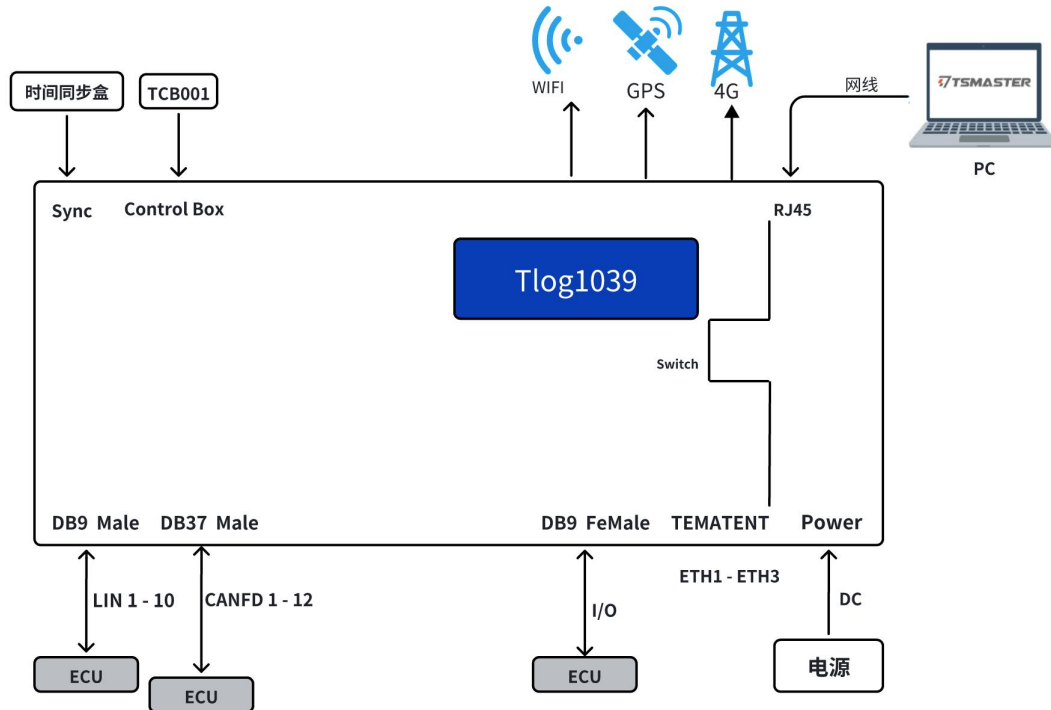 WIFI
GPS
4G
网线
TSMASTER
时间同步盒
TCB001
PC
Sync
Control Box
RJ45
Tlog1039
Switch
DB9 Male
DB37 Male
DB9 FeMale
TEMATENT
Power
ETH1 - ETH3
LIN 1 - 10
CANFD 1 - 12
I/O
DC
ECU
ECU
ECU
电源